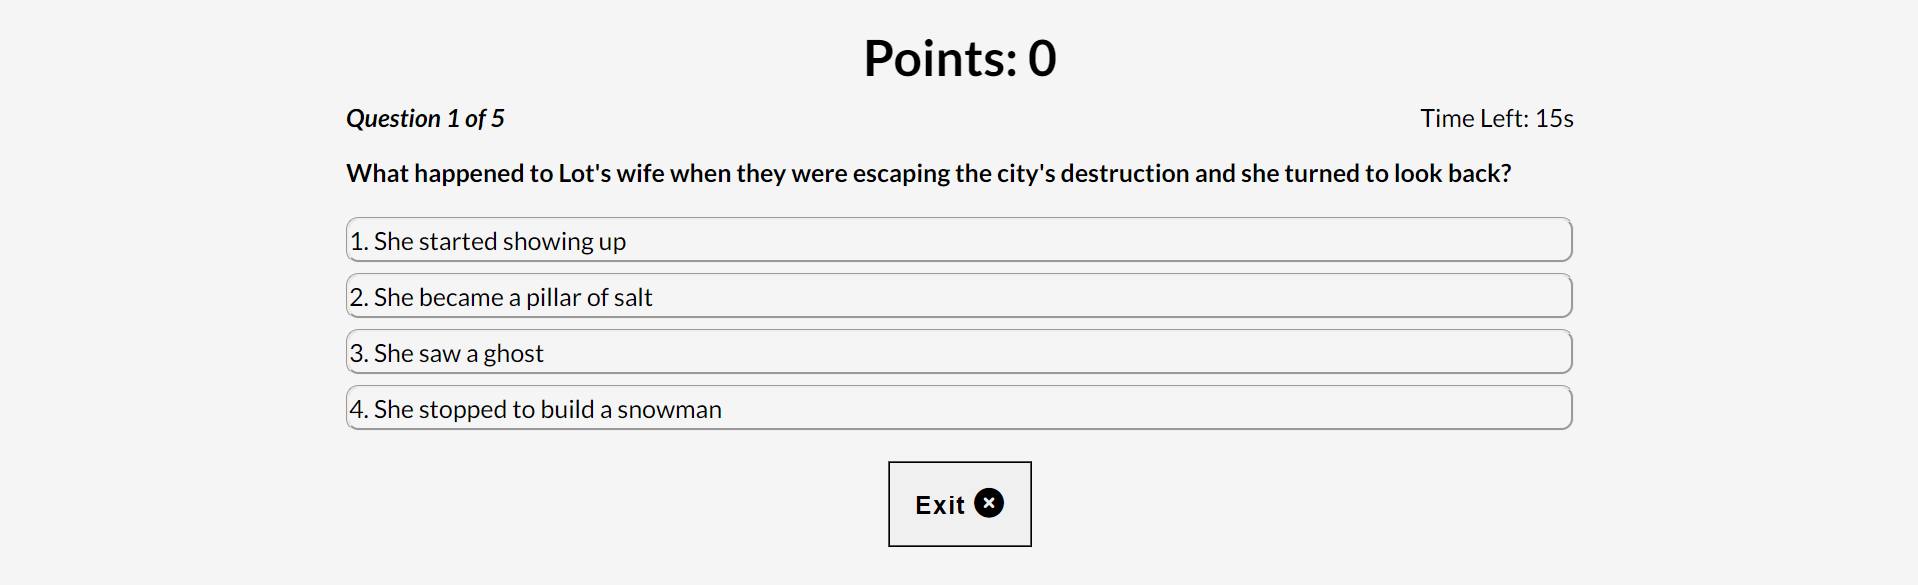 Points: 0
Question 1 of 5
Time Left: 15s
What happened to Lot's wife when they were escaping the city's destruction and she turned to look back?
1. She started showing up
2. She became a pillar of salt
3. She saw a ghost
4. She stopped to build a snowman
Exit